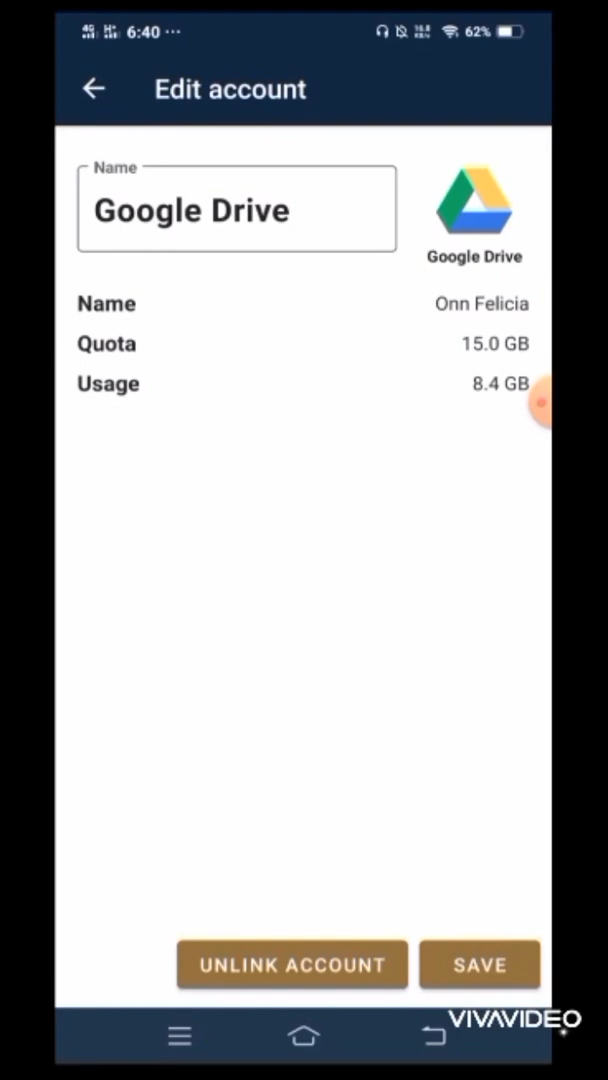 6:40 ··· 62%
Edit account
Name
Google Drive
Google Drive
Name Onn Felicia
Quota 15.0 GB
Usage 8.4 GB
UNLINK ACCOUNT SAVE
VIVAVIDEO